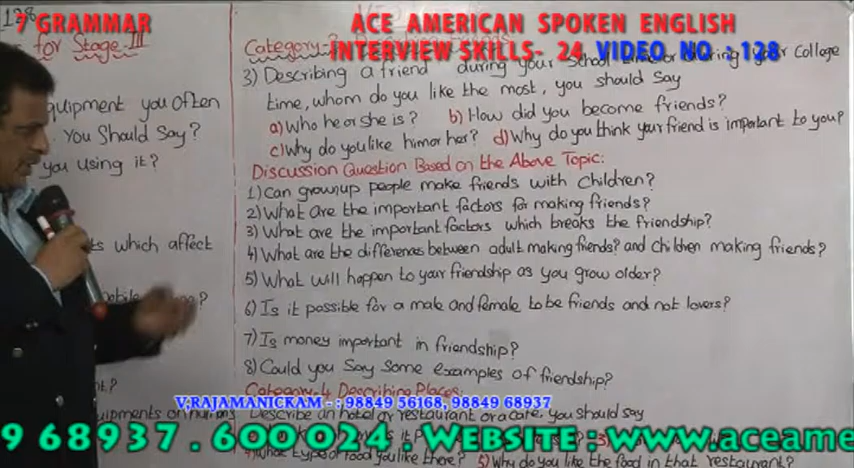 7 GRAMMAR
ACE AMERICAN SPOKEN ENGLISH
INTERVIEW SKILLS- 24 VIDEO NO : 128
128
for Stage-III
equipment you often
You Should Say?
you using it?
which affect
Category-
3) Describing a friend during your School time or during your College
time, whom do you like the most, you should say
a) Who he or she is? b) How did you become friends?
c) Why do you like him or her? d) Why do you think your friend is important to you?
Discussion Question Based on the Above Topic:
1) Can grownup people make friends with children?
2) What are the important factors for making friends?
3) What are the important factors which breaks the friendship?
4) What are the differences between adult making friends? and children making friends?
5) What will happen to your friendship as you grow older?
6) Is it possible for a male and female to be friends and not lovers?
7) Is money important in friendship?
8) Could you say some examples of friendship?
Category-4 Describing Places:
V.RAJAMANICKAM - : 98849 56168, 98849 68937
Describe an hotel or restaurant or a cafe, you should say
9 68937. 600 024. WEBSITE : www.aceame
What type of food you like there? 5) Why do you like the food in that restaurant?